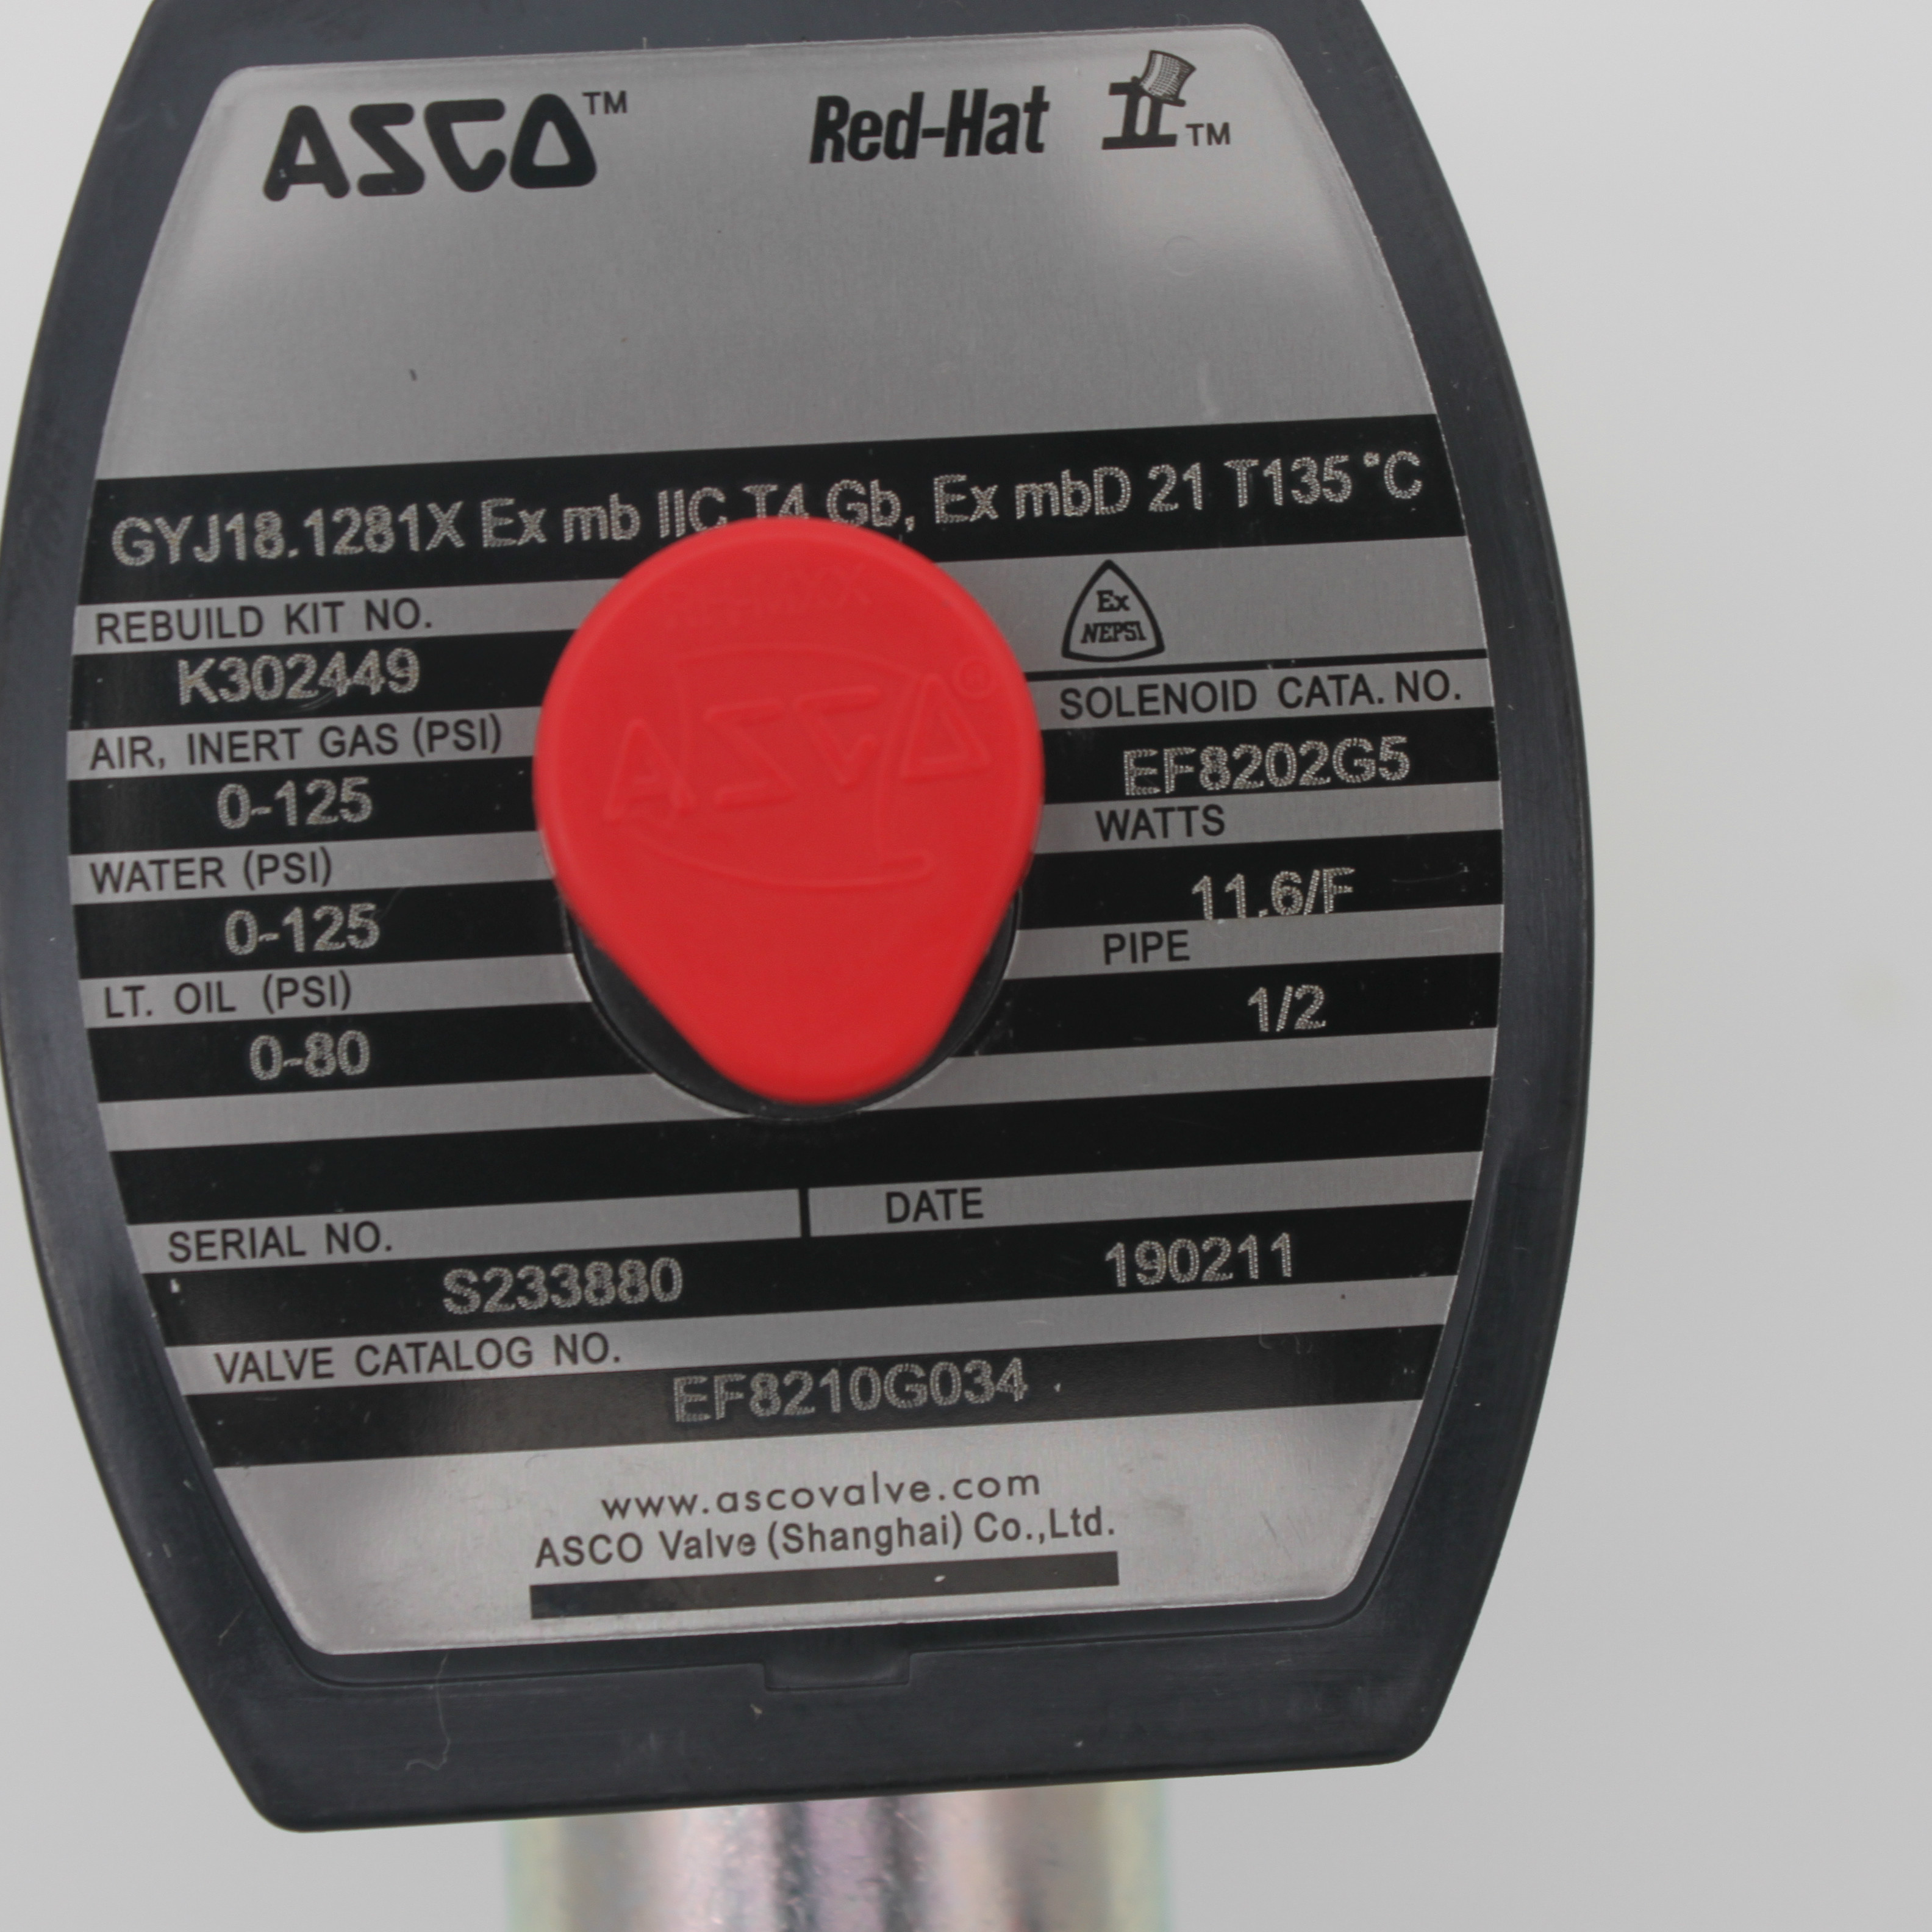 ASCO™ Red-Hat II™
GYJ18.1281X Ex mb IIC T4 Gb, Ex mbD 21 T135°C
REBUILD KIT NO.
K302449
AIR, INERT GAS (PSI)
0-125
WATER (PSI)
0-125
LT. OIL (PSI)
0-80
ASCO®
Ex
NEPSI
SOLENOID CATA. NO.
EF8202G5
WATTS
11.6/F
PIPE
1/2
SERIAL NO.
S233880
DATE
190211
VALVE CATALOG NO.
EF8210G034
www.ascovalve.com
ASCO Valve (Shanghai) Co.,Ltd.